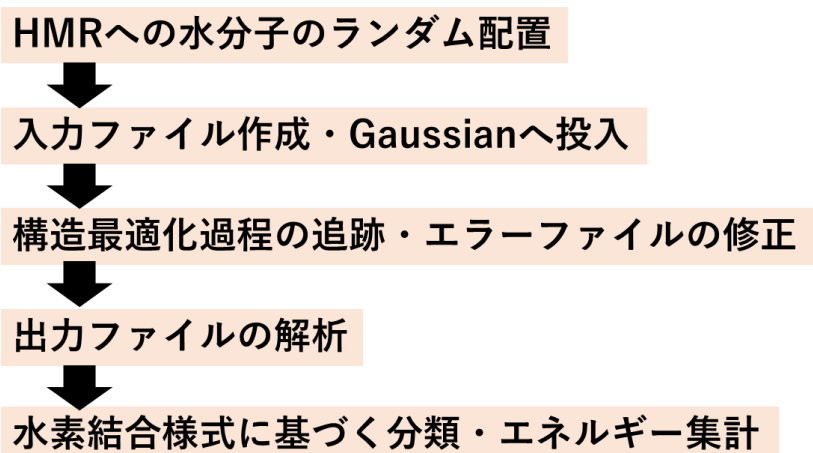 HMRへの水分子のランダム配置
入力ファイル作成・Gaussianへ投入
構造最適化過程の追跡・エラーファイルの修正
出力ファイルの解析
水素結合様式に基づく分類・エネルギー集計